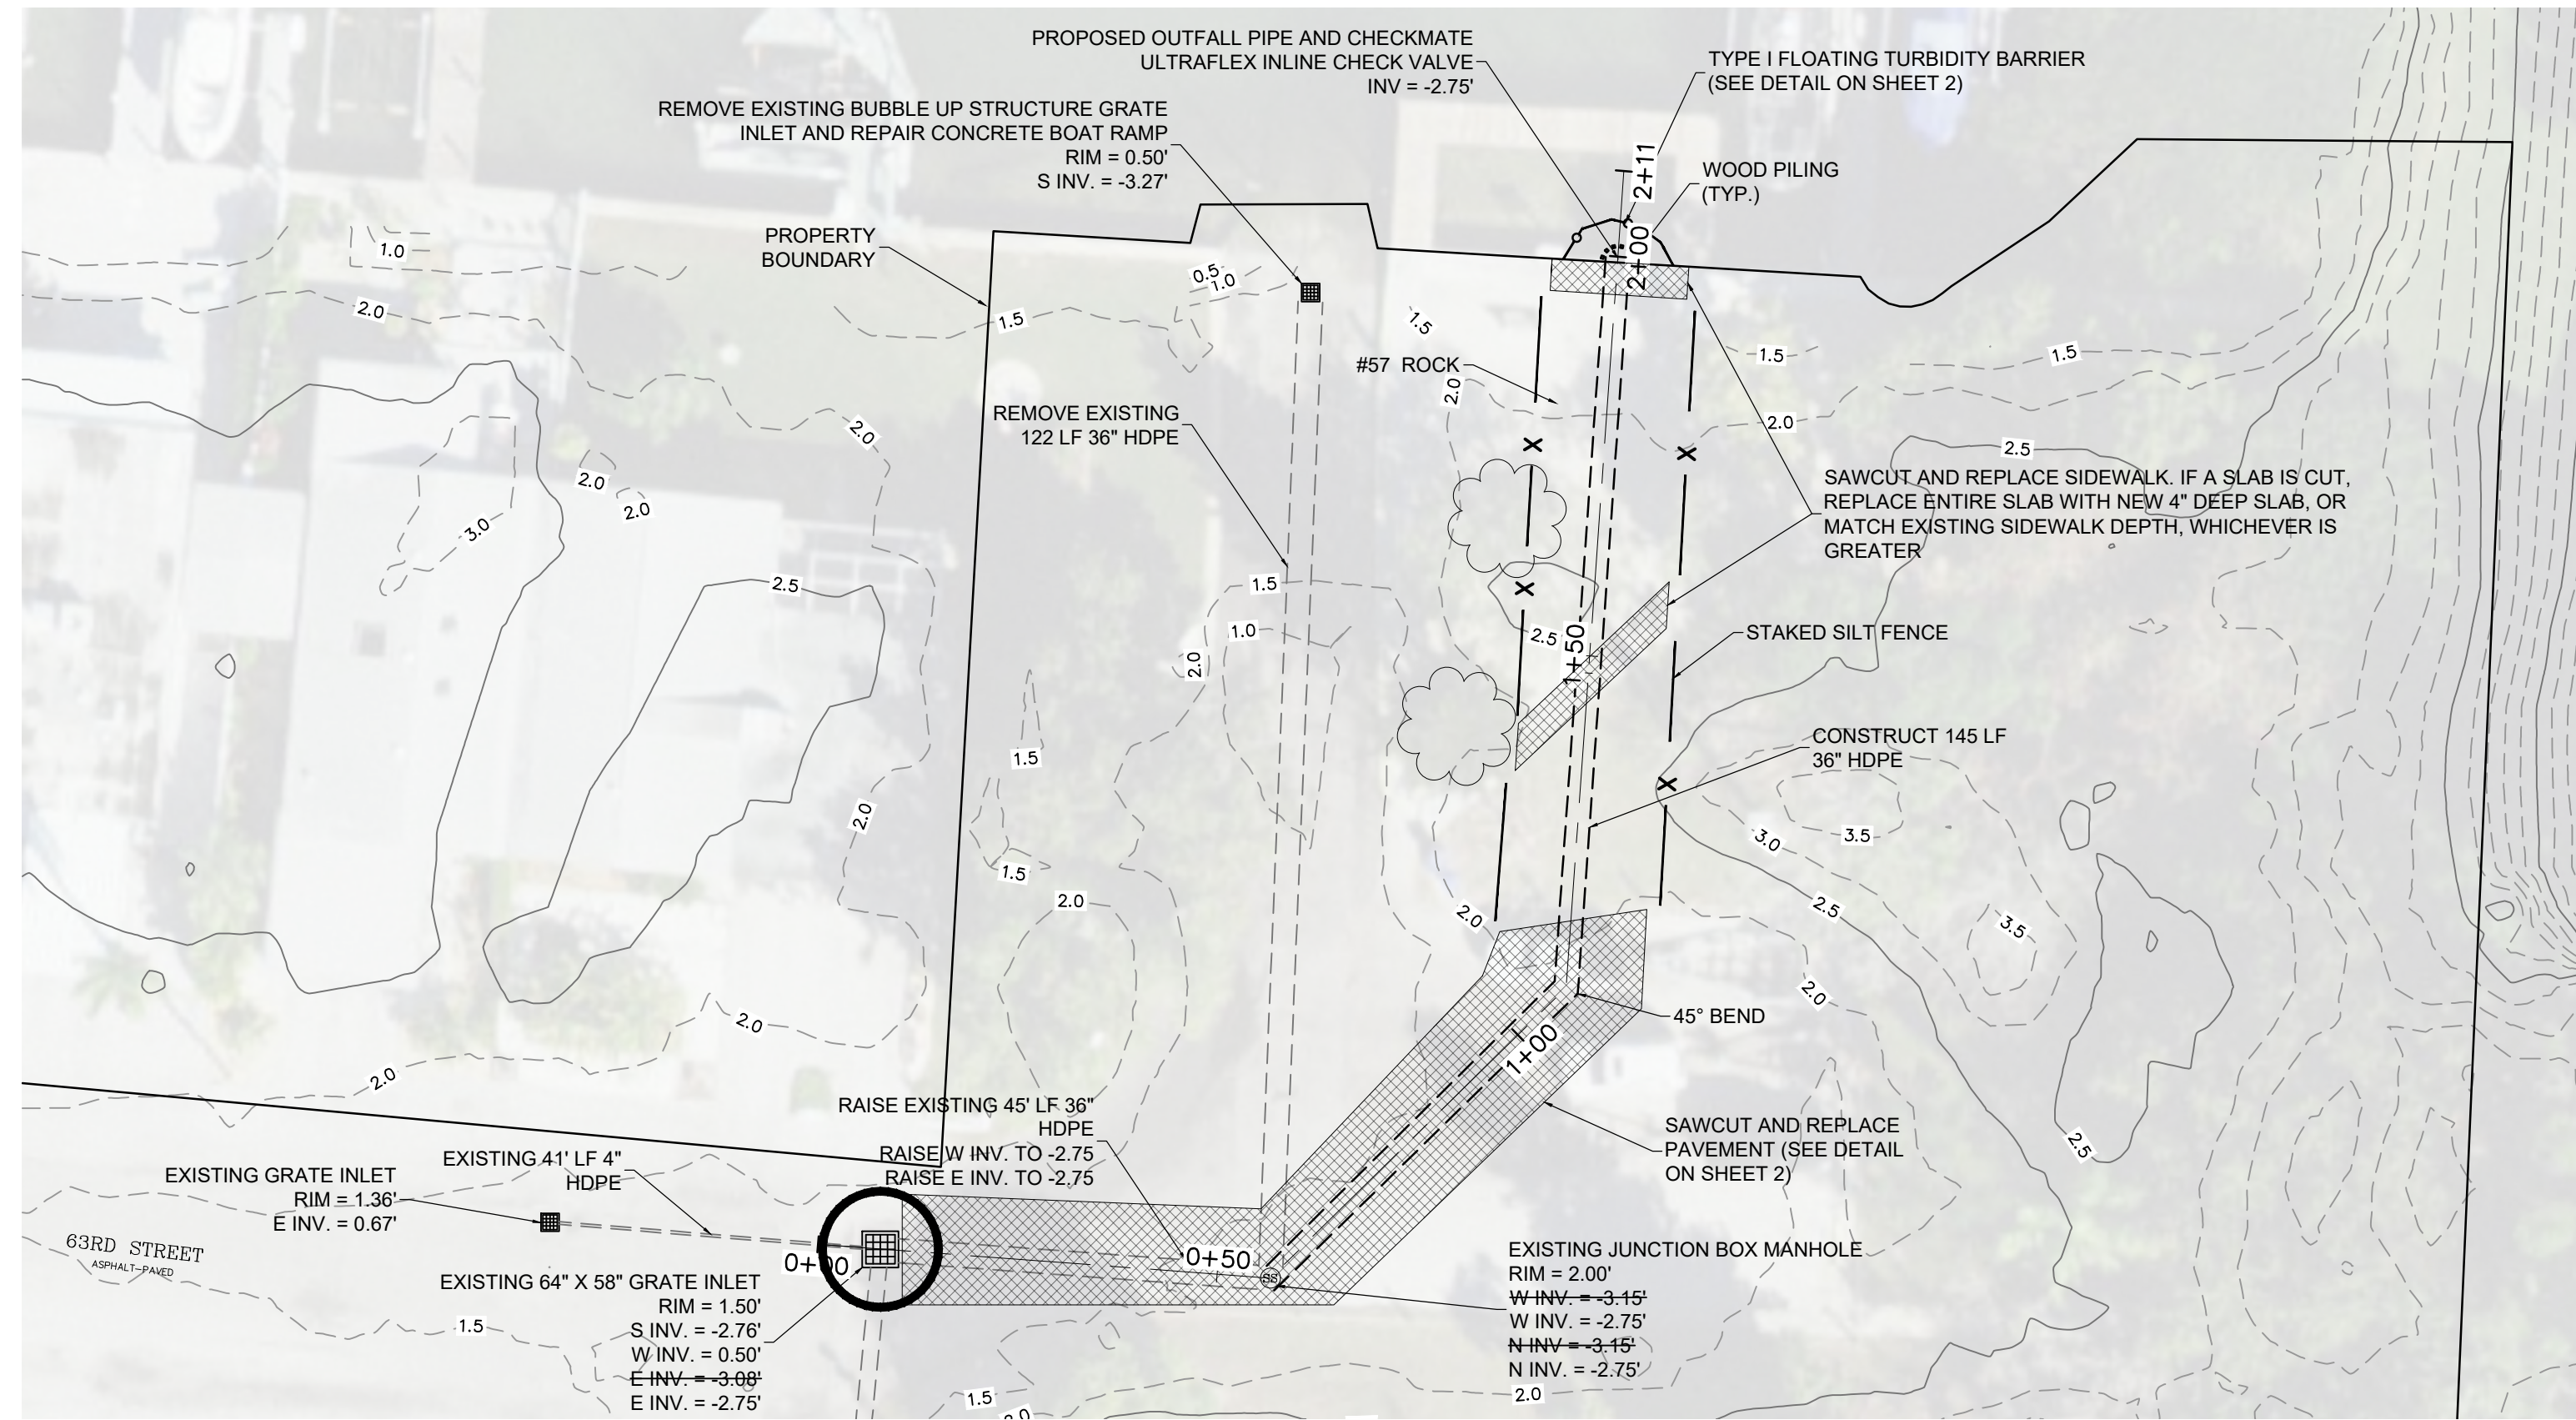 PROPOSED OUTFALL PIPE AND CHECKMATE
ULTRAFLEX INLINE CHECK VALVE
INV = -2.75'
TYPE I FLOATING TURBIDITY BARRIER
(SEE DETAIL ON SHEET 2)
REMOVE EXISTING BUBBLE UP STRUCTURE GRATE
INLET AND REPAIR CONCRETE BOAT RAMP
RIM = 0.50'
S INV. = -3.27'
2+11
WOOD PILING
(TYP.)
PROPERTY
BOUNDARY
2+00
1.0
0.5
1.0
2.0
1.5
1.5
1.5
1.5
#57 ROCK
2.0
REMOVE EXISTING
122 LF 36" HDPE
2.0
2.0
2.5
2.0
2.0
3.0
SAWCUT AND REPLACE SIDEWALK. IF A SLAB IS CUT,
REPLACE ENTIRE SLAB WITH NEW 4" DEEP SLAB, OR
MATCH EXISTING SIDEWALK DEPTH, WHICHEVER IS
GREATER
2.5
1.5
1.0
2.5
1+50
2.0
STAKED SILT FENCE
CONSTRUCT 145 LF
36" HDPE
1.5
2.0
3.0
3.5
1.5
2.0
2.0
2.5
3.5
2.0
2.0
45° BEND
1+00
2.0
RAISE EXISTING 45' LF 36"
HDPE
RAISE W INV. TO -2.75
RAISE E INV. TO -2.75
SAWCUT AND REPLACE
PAVEMENT (SEE DETAIL
ON SHEET 2)
2.5
EXISTING GRATE INLET
RIM = 1.36'
E INV. = 0.67'
EXISTING 41' LF 4"
HDPE
63RD STREET
ASPHALT-PAVED
0+00
0+50
SS
EXISTING 64" X 58" GRATE INLET
RIM = 1.50'
S INV. = -2.76'
W INV. = 0.50'
E INV. = -3.08'
E INV. = -2.75'
EXISTING JUNCTION BOX MANHOLE
RIM = 2.00'
W INV. = -3.15'
W INV. = -2.75'
N INV = -3.15'
N INV. = -2.75'
1.5
1.5
2.0